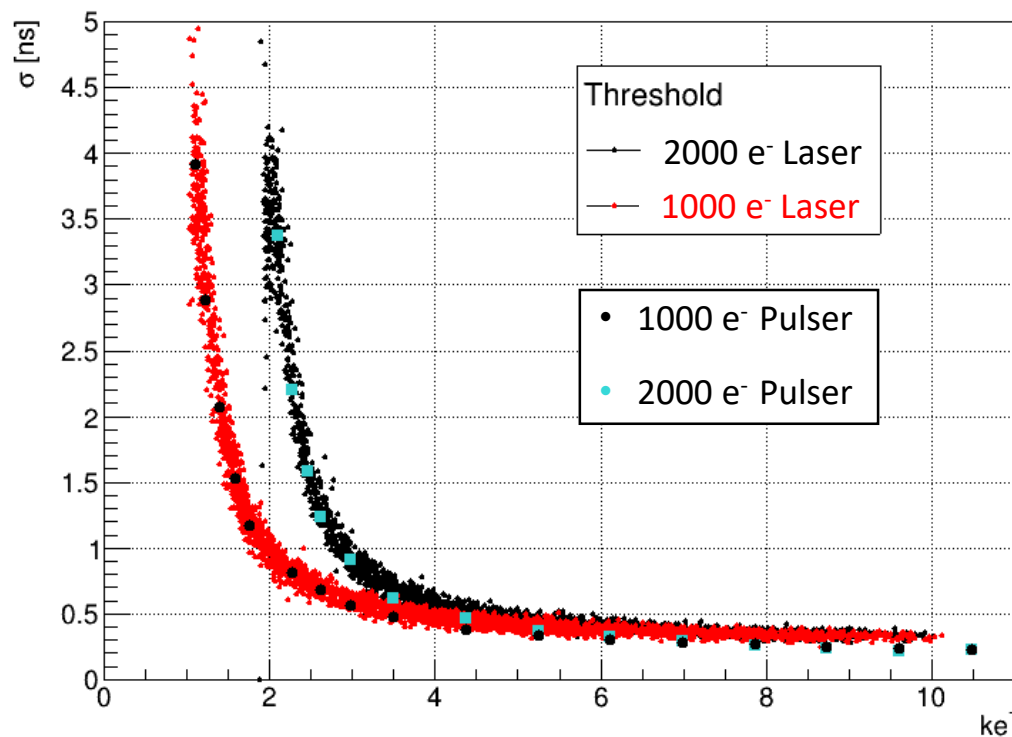 σ [ns]
5
4.5
4
3.5
3
2.5
2
1.5
1
0.5
0
Threshold
2000 e⁻ Laser
1000 e⁻ Laser
1000 e⁻ Pulser
2000 e⁻ Pulser
0 2 4 6 8 10
ke⁻